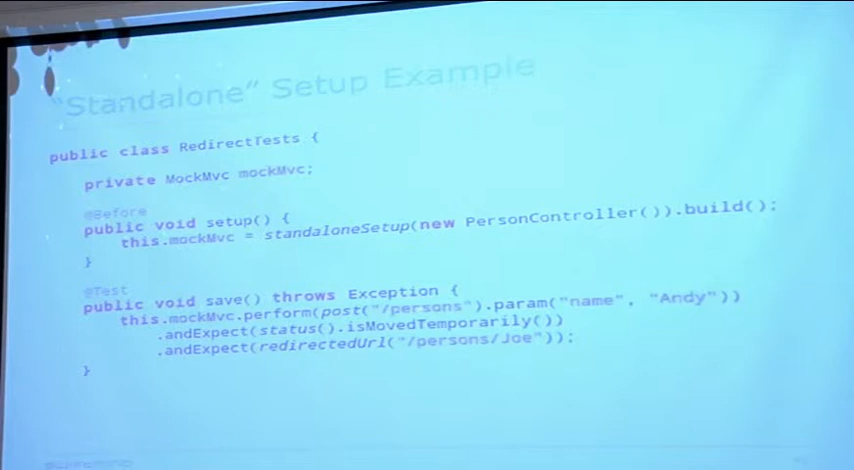 "Standalone" Setup Example
public class RedirectTests {
private MockMvc mockMvc;
@Before
public void setup() {
this.mockMvc = standaloneSetup(new PersonController()).build();
}
@Test
public void save() throws Exception {
this.mockMvc.perform(post("/persons").param("name", "Andy"))
.andExpect(status().isMovedTemporarily())
.andExpect(redirectedUrl("/persons/Joe"));
}